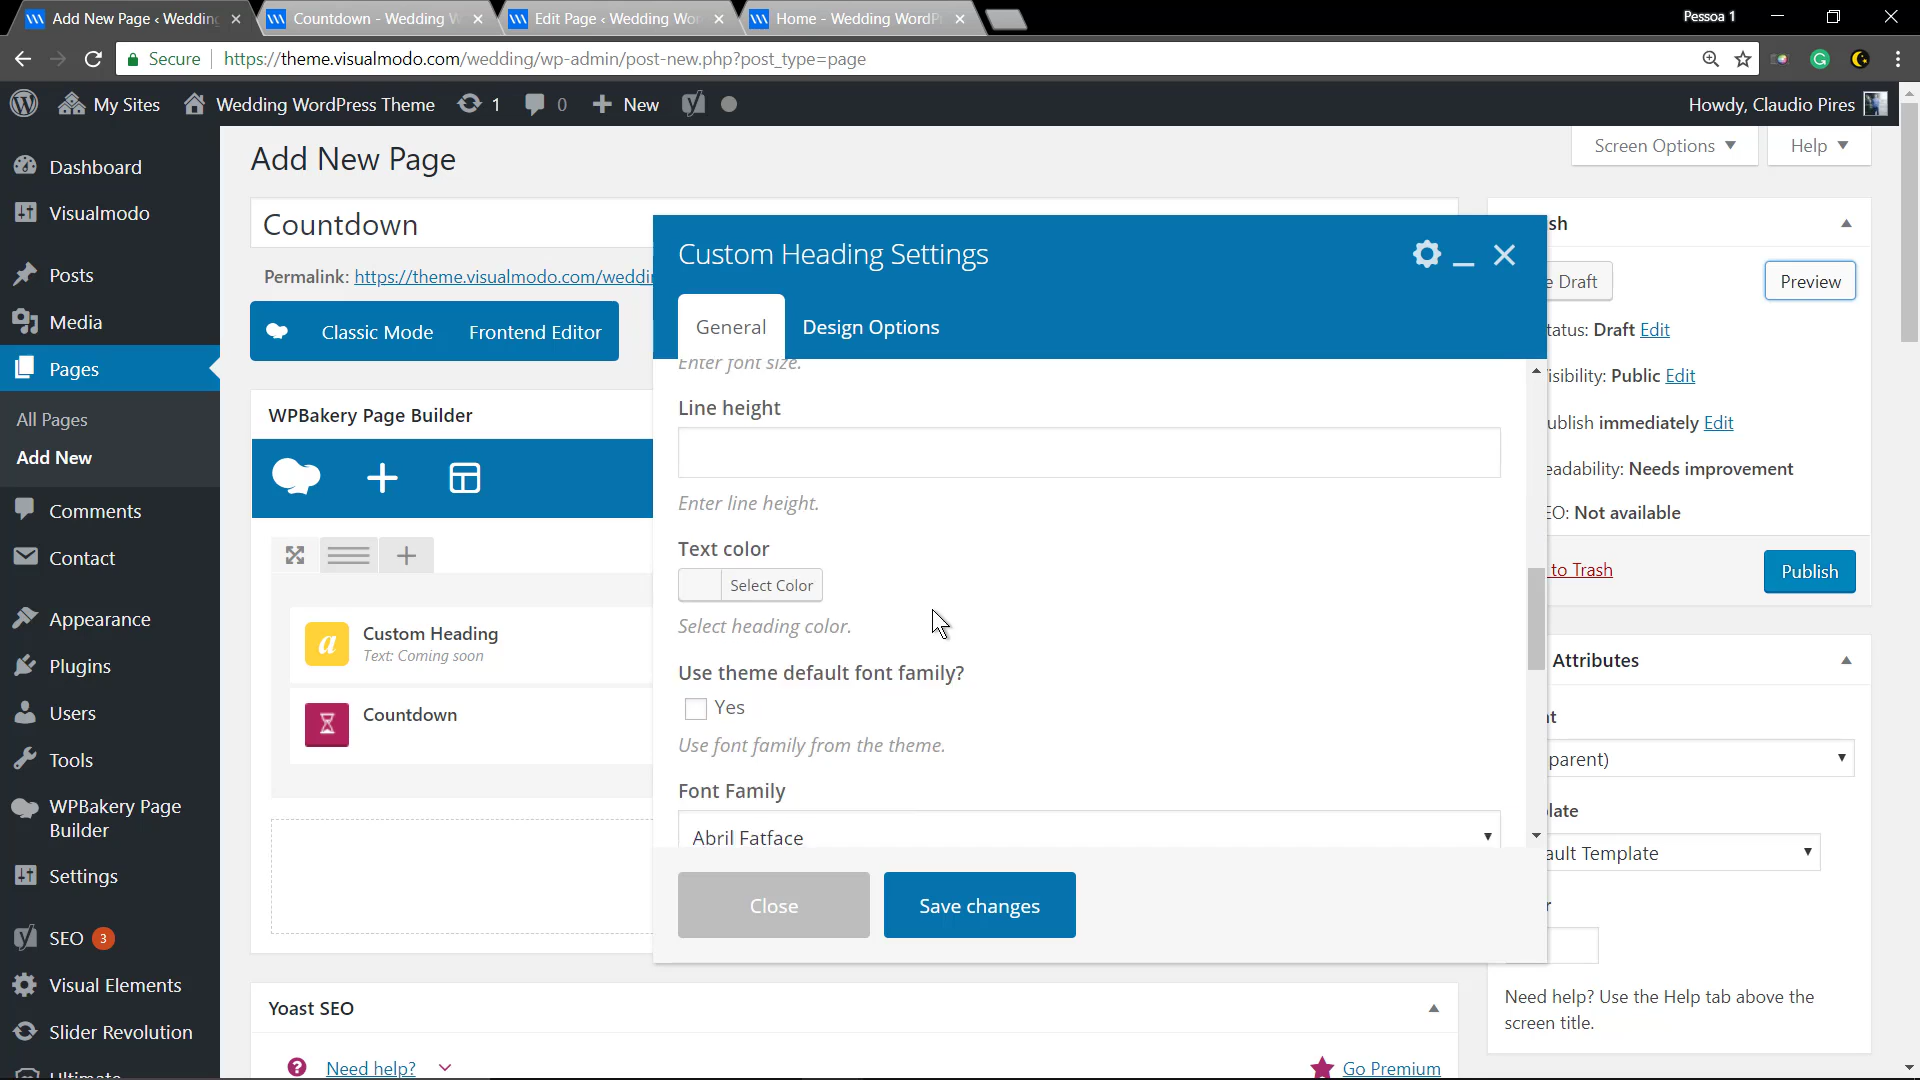 Add New Page ‹ Wedding
Countdown - Wedding W
Edit Page ‹ Wedding Wo
Home - Wedding WordP
Pessoa 1
Secure
https://theme.visualmodo.com/wedding/wp-admin/post-new.php?post_type=page
My Sites
Wedding WordPress Theme
1
0
New
Howdy, Claudio Pires
Dashboard
Visualmodo
Posts
Media
Pages
All Pages
Add New
Comments
Contact
Appearance
Plugins
Users
Tools
WPBakery Page
Builder
Settings
SEO 3
Visual Elements
Slider Revolution
Ultimate
Add New Page
Screen Options
Help
Countdown
Permalink: https://theme.visualmodo.com/weddi
Classic Mode
Frontend Editor
WPBakery Page Builder
Custom Heading
Text: Coming soon
Countdown
Yoast SEO
Need help?
Go Premium
Custom Heading Settings
General
Design Options
Enter font size.
Line height
Enter line height.
Text color
Select Color
Select heading color.
Use theme default font family?
Yes
Use font family from the theme.
Font Family
Abril Fatface
Close
Save changes
sh
e Draft
Preview
tatus: Draft Edit
isibility: Public Edit
ublish immediately Edit
eadability: Needs improvement
EO: Not available
to Trash
Publish
Attributes
nt
parent)
late
ault Template
r
Need help? Use the Help tab above the
screen title.